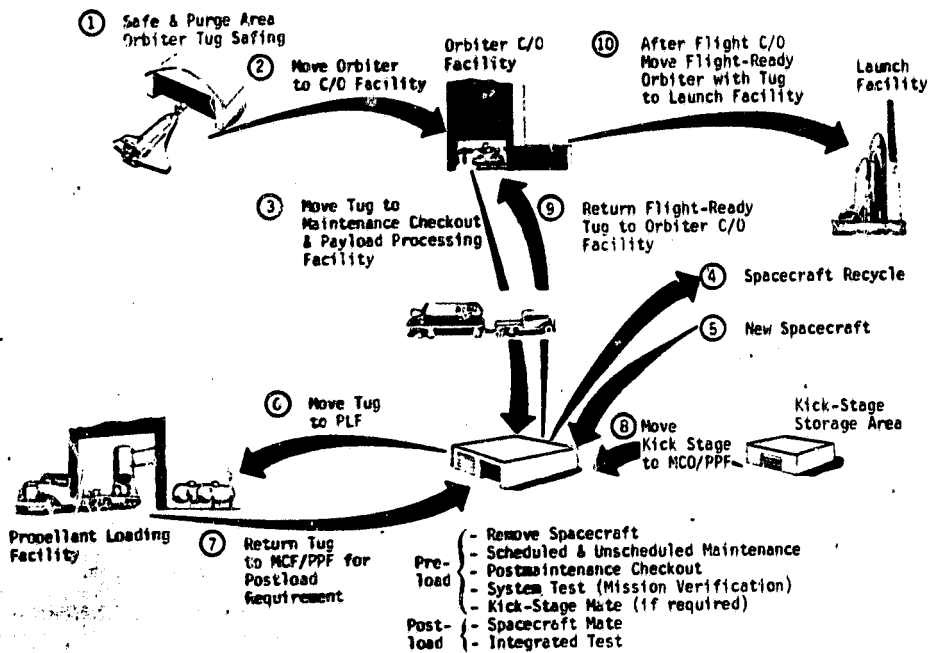 ① Safe & Purge Area
Orbiter Tug Safing
② Move Orbiter
to C/O Facility
Orbiter C/O
Facility
⑩ After Flight C/O
Move Flight-Ready
Orbiter with Tug
to Launch Facility
Launch
Facility
③ Move Tug to
Maintenance Checkout
& Payload Processing
Facility
⑨ Return Flight-Ready
Tug to Orbiter C/O
Facility
④ Spacecraft Recycle
⑤ New Spacecraft
⑥ Move Tug
to PLF
⑧ Move
Kick Stage
to MCO/PPF
Kick-Stage
Storage Area
Propellant Loading
Facility
⑦ Return Tug
to MCF/PPF for
Postload
Requirement
Pre-
load
- Remove Spacecraft
- Scheduled & Unscheduled Maintenance
- Postmaintenance Checkout
- System Test (Mission Verification)
- Kick-Stage Mate (if required)
Post-
load
- Spacecraft Mate
- Integrated Test